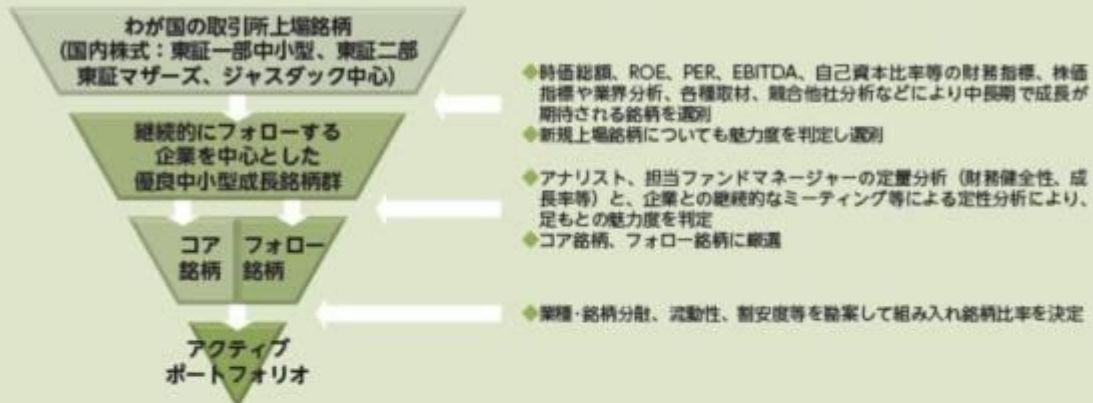 わが国の取引所上場銘柄
(国内株式：東証一部中小型、東証二部
東証マザーズ、ジャスダック中心)
◆時価総額、ROE、PER、EBITDA、自己資本比率等の財務指標、株価
指標や業界分析、各種取材、競合他社分析などにより中長期で成長が
期待される銘柄を選別
◆新規上場銘柄についても魅力度を判定し選別
継続的にフォローする
企業を中心とした
優良中小型成長銘柄群
◆アナリスト、担当ファンドマネージャーの定量分析（財務健全性、成
長率等）と、企業との継続的なミーティング等による定性分析により、
足もとの魅力度を判定
◆コア銘柄、フォロー銘柄に厳選
コア
銘柄
フォロー
銘柄
◆業種・銘柄分散、流動性、割安度等を勘案して組み入れ銘柄比率を決定
アクティブ
ポートフォリオ